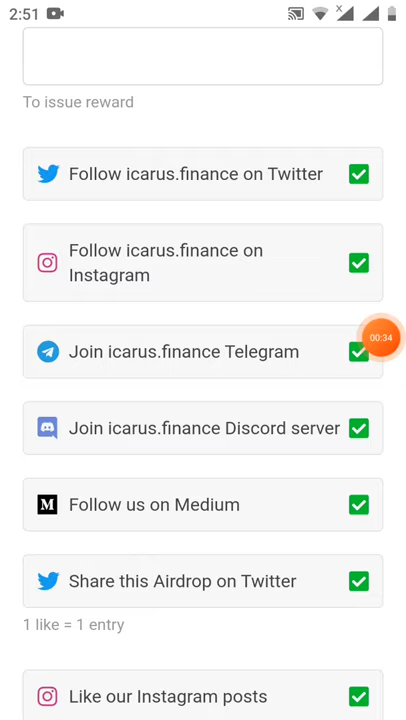 2:51
To issue reward
Follow icarus.finance on Twitter
Follow icarus.finance on
Instagram
00:34
Join icarus.finance Telegram
Join icarus.finance Discord server
M Follow us on Medium
Share this Airdrop on Twitter
1 like = 1 entry
Like our Instagram posts